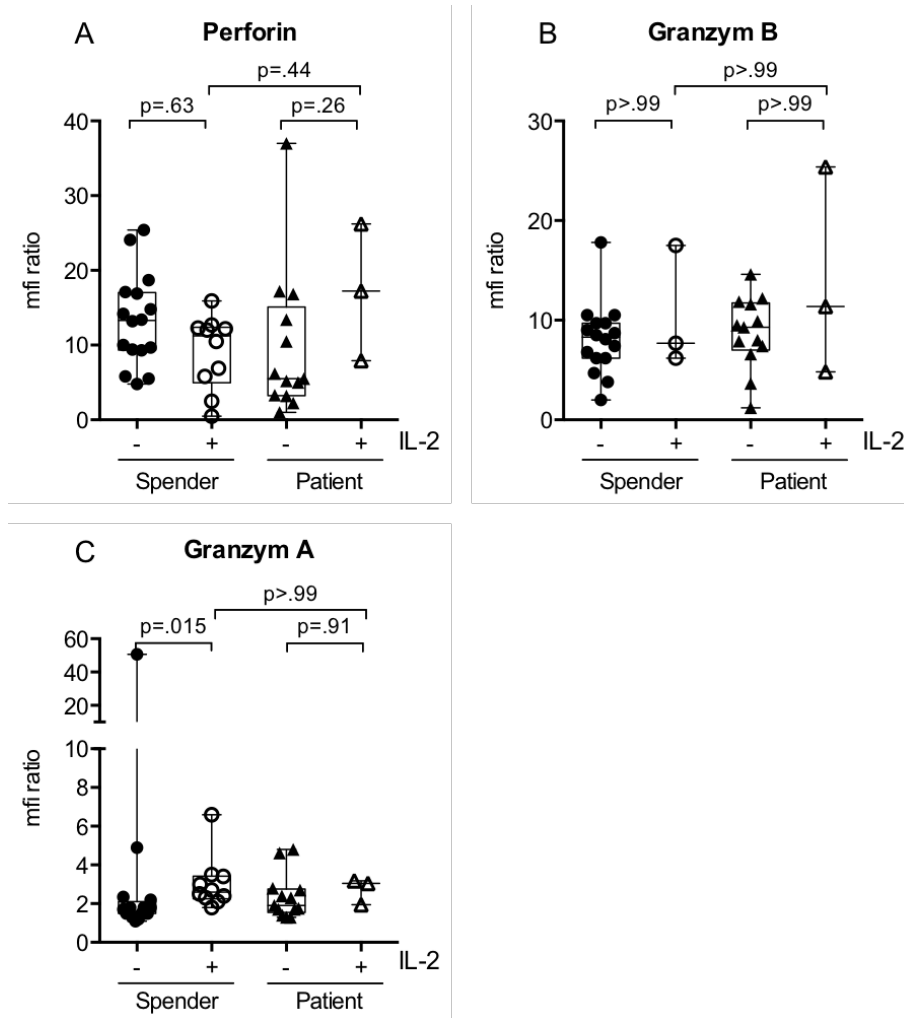 A Perforin
p=.44
p=.63 p=.26
40
30
20
10
0
mfi ratio
- + - + IL-2
Spender Patient
B Granzym B
p>.99
p>.99 p>.99
30
20
10
0
mfi ratio
- + - + IL-2
Spender Patient
C Granzym A
p>.99
p=.015 p=.91
60
40
20
10
8
6
4
2
0
mfi ratio
- + - + IL-2
Spender Patient